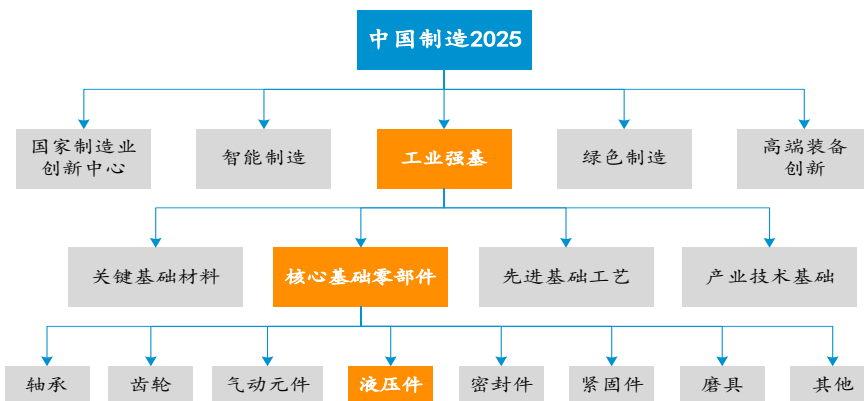 中国制造2025
国家制造业
创新中心
智能制造
工业强基
绿色制造
高端装备
创新
关键基础材料
核心基础零部件
先进基础工艺
产业技术基础
轴承
齿轮
气动元件
液压件
密封件
紧固件
磨具
其他